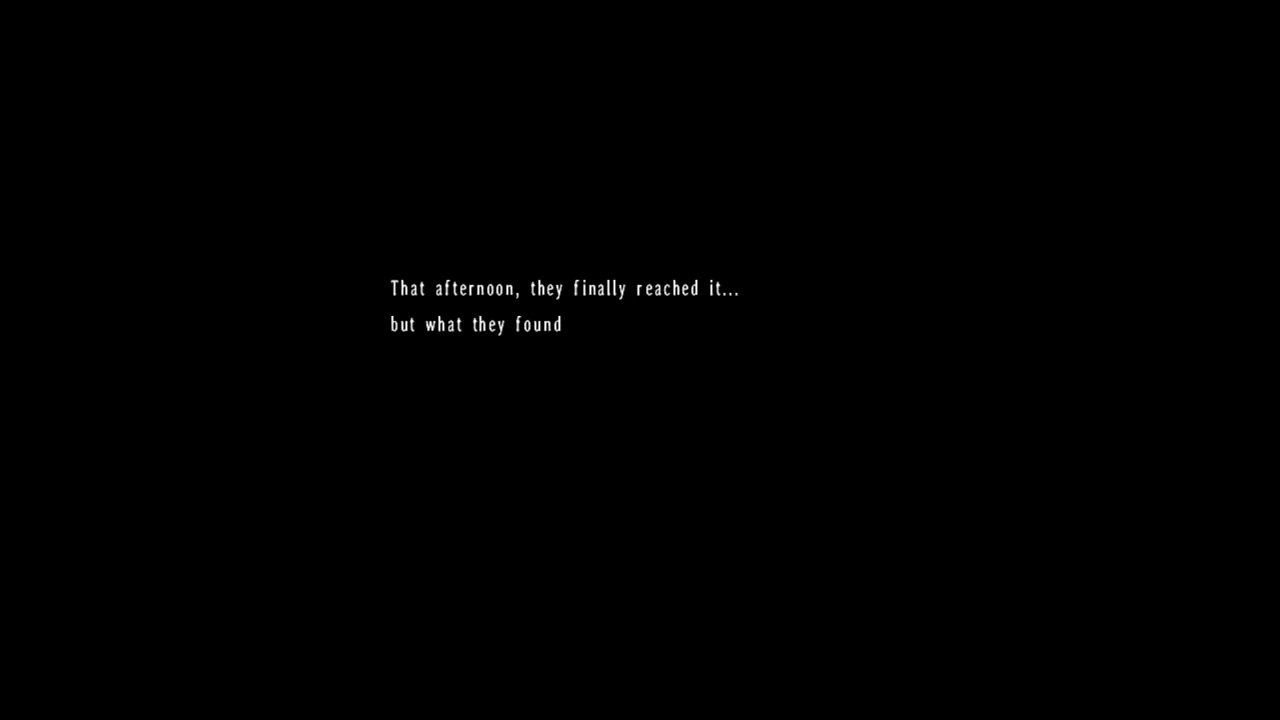 That afternoon, they finally reached it...
but what they found